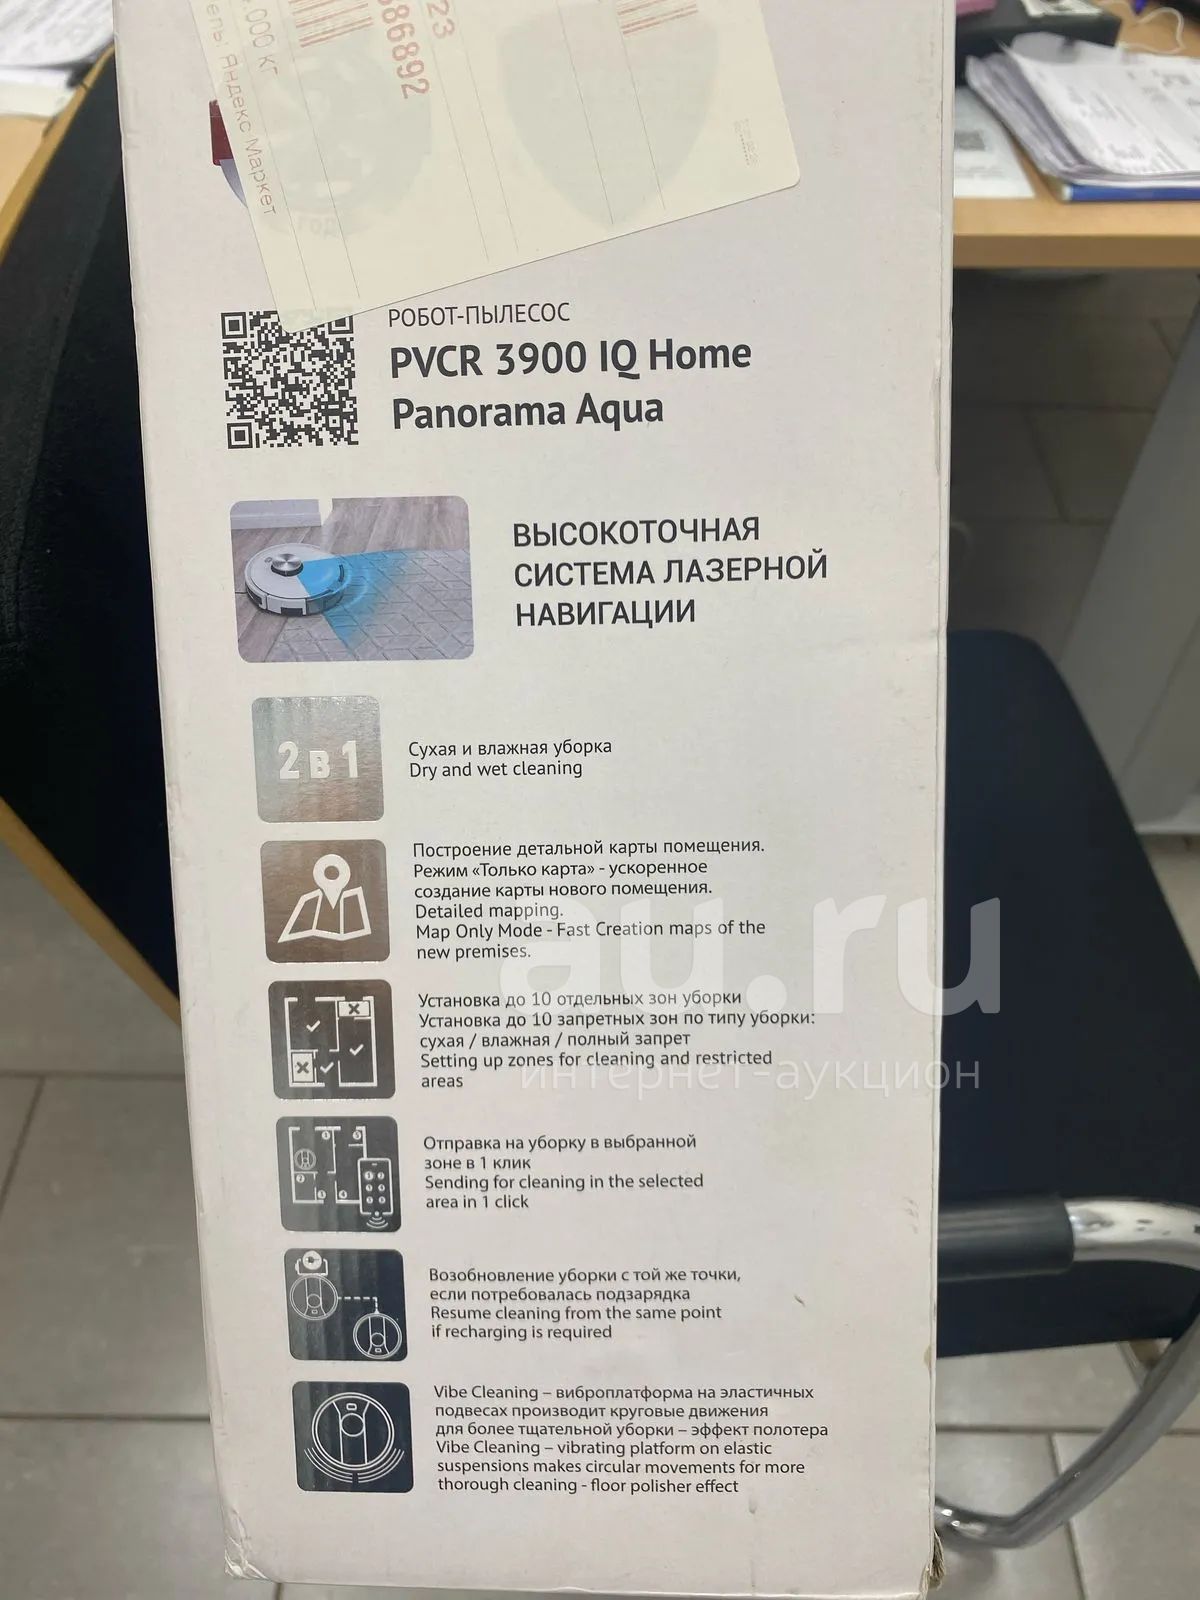 23
886892
.000 кг
ель: Яндекс Маркет
РОБОТ-ПЫЛЕСОС
PVCR 3900 IQ Home
Panorama Aqua
ВЫСОКОТОЧНАЯ
СИСТЕМА ЛАЗЕРНОЙ
НАВИГАЦИИ
2 в 1
Сухая и влажная уборка
Dry and wet cleaning
Построение детальной карты помещения.
Режим «Только карта» - ускоренное
создание карты нового помещения.
Detailed mapping.
Map Only Mode - Fast Creation maps of the
new premises.
Установка до 10 отдельных зон уборки
Установка до 10 запретных зон по типу уборки:
сухая / влажная / полный запрет
Setting up zones for cleaning and restricted
areas
Отправка на уборку в выбранной
зоне в 1 клик
Sending for cleaning in the selected
area in 1 click
Возобновление уборки с той же точки,
если потребовалась подзарядка
Resume cleaning from the same point
if recharging is required
Vibe Cleaning – виброплатформа на эластичных
подвесах производит круговые движения
для более тщательной уборки – эффект полотера
Vibe Cleaning – vibrating platform on elastic
suspensions makes circular movements for more
thorough cleaning - floor polisher effect
au.ru
интернет-аукцион